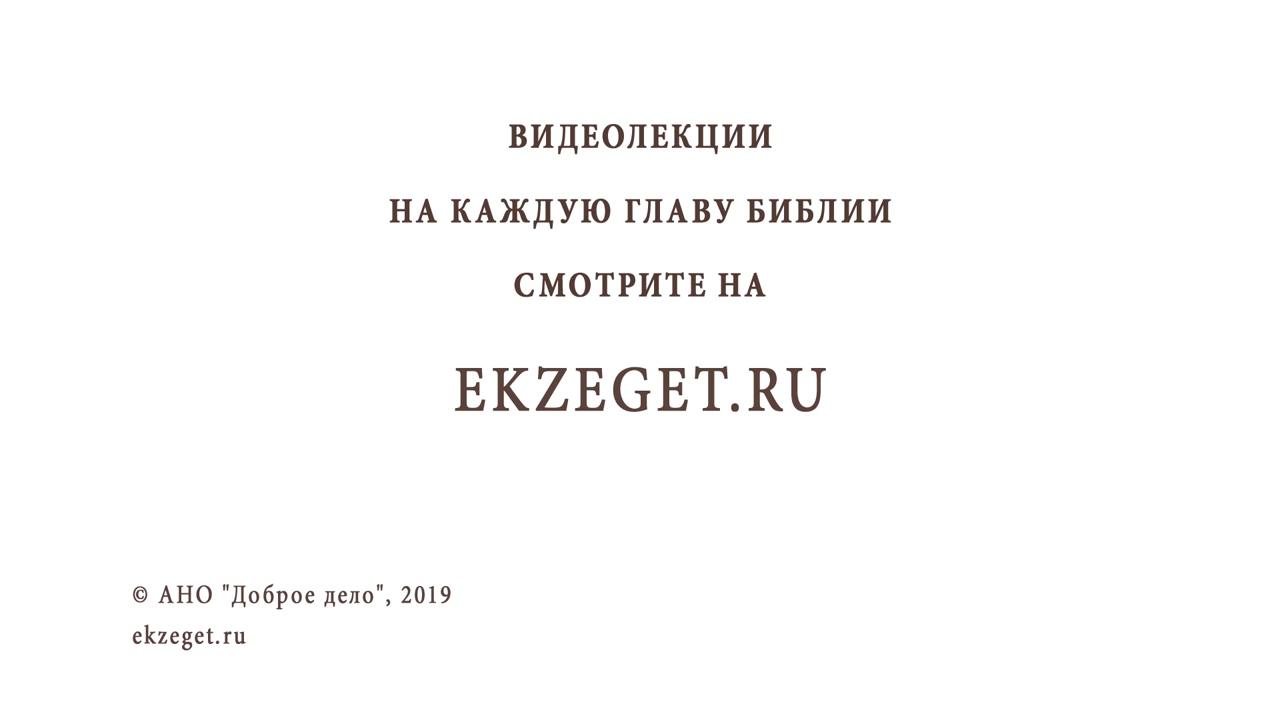 ВИДЕОЛЕКЦИИ
НА КАЖДУЮ ГЛАВУ БИБЛИИ
СМОТРИТЕ НА
EKZEGET.RU
© АНО "Доброе дело", 2019
ekzeget.ru